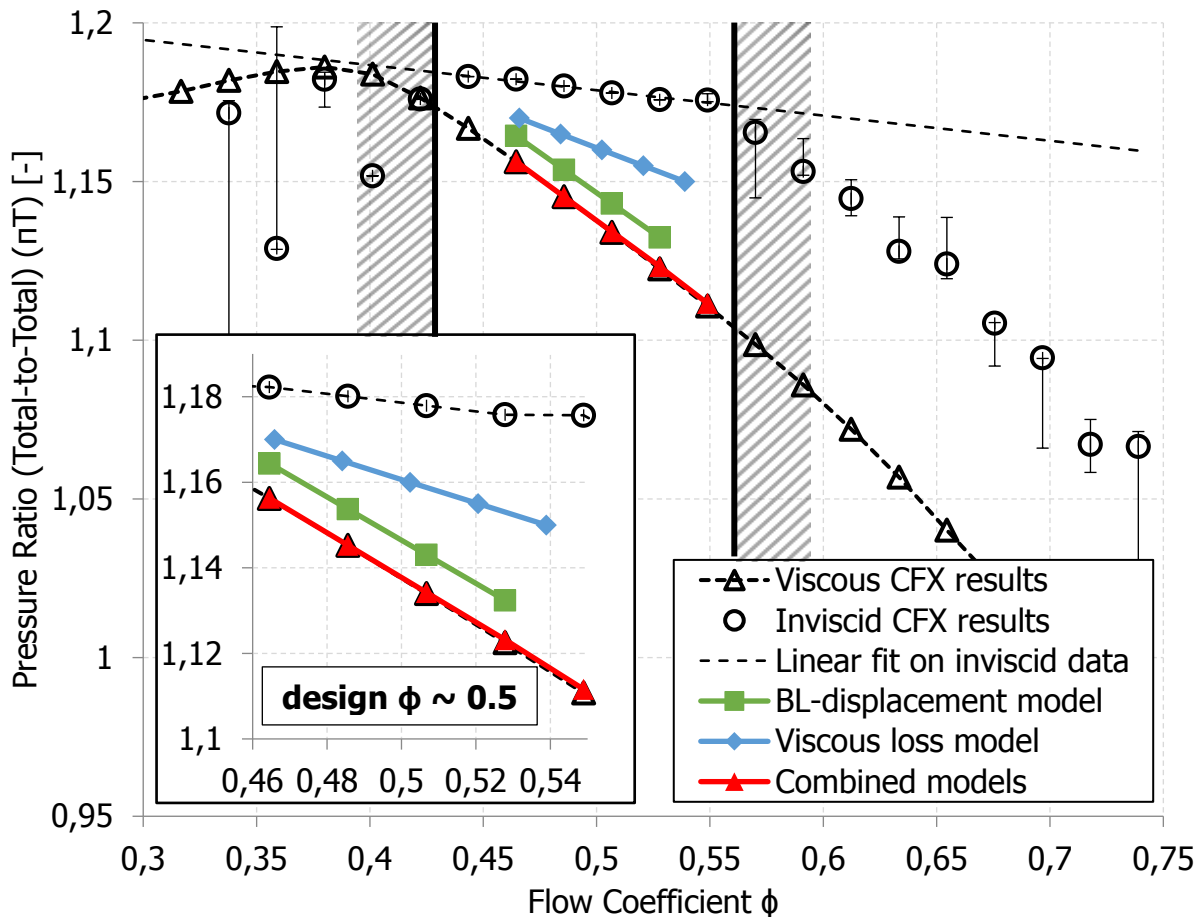 Pressure Ratio (Total-to-Total) (πT) [-]
1,2
1,15
1,1
1,05
1
0,95
0,3 0,35 0,4 0,45 0,5 0,55 0,6 0,65 0,7 0,75
Flow Coefficient ϕ
1,18
1,16
1,14
1,12
1,1
0,46 0,48 0,5 0,52 0,54
design ϕ ~ 0.5
Viscous CFX results
Inviscid CFX results
Linear fit on inviscid data
BL-displacement model
Viscous loss model
Combined models